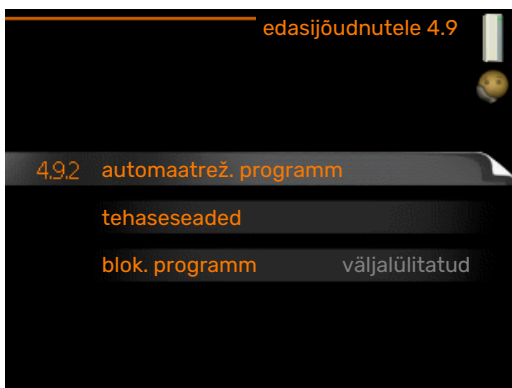 edasijõudnutele 4.9
4.9.2 automaatrež. programm
tehaseseaded
blok. programm väljalülitatud